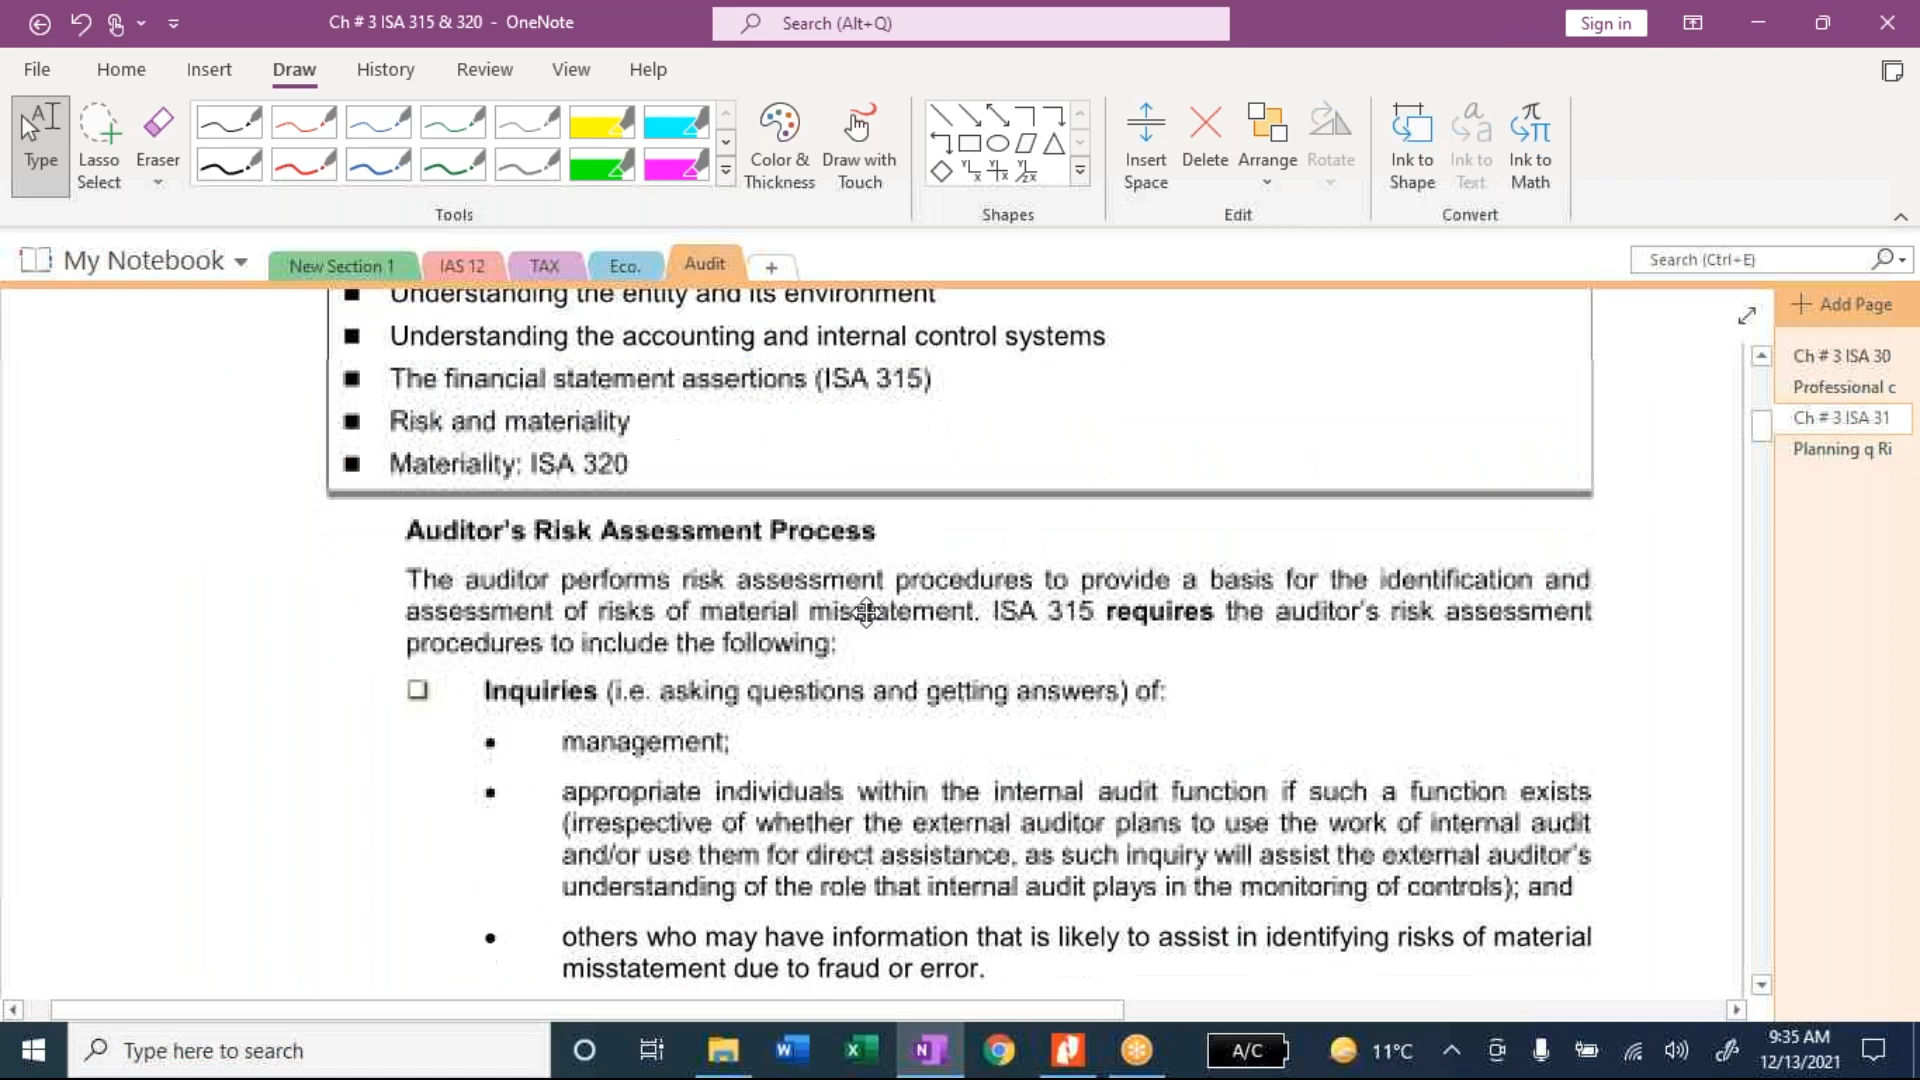 Ch # 3 ISA 315 & 320 - OneNote
Search (Alt+Q)
Sign in
File Home Insert Draw History Review View Help
Type
Lasso Select
Eraser
Color & Thickness
Draw with Touch
Insert Space
Delete
Arrange
Rotate
Ink to Shape
Ink to Text
Ink to Math
Tools
Shapes
Edit
Convert
My Notebook
New Section 1
IAS 12
TAX
Eco.
Audit
Search (Ctrl+E)
Add Page
Ch # 3 ISA 30
Professional c
Ch # 3 ISA 31
Planning q Ri
■ Understanding the entity and its environment
■ Understanding the accounting and internal control systems
■ The financial statement assertions (ISA 315)
■ Risk and materiality
■ Materiality: ISA 320
Auditor's Risk Assessment Process
The auditor performs risk assessment procedures to provide a basis for the identification and
assessment of risks of material misstatement. ISA 315 requires the auditor's risk assessment
procedures to include the following:
❑ Inquiries (i.e. asking questions and getting answers) of:
• management;
• appropriate individuals within the internal audit function if such a function exists
(irrespective of whether the external auditor plans to use the work of internal audit
and/or use them for direct assistance, as such inquiry will assist the external auditor's
understanding of the role that internal audit plays in the monitoring of controls); and
• others who may have information that is likely to assist in identifying risks of material
misstatement due to fraud or error.
Type here to search
A/C
11°C
9:35 AM
12/13/2021